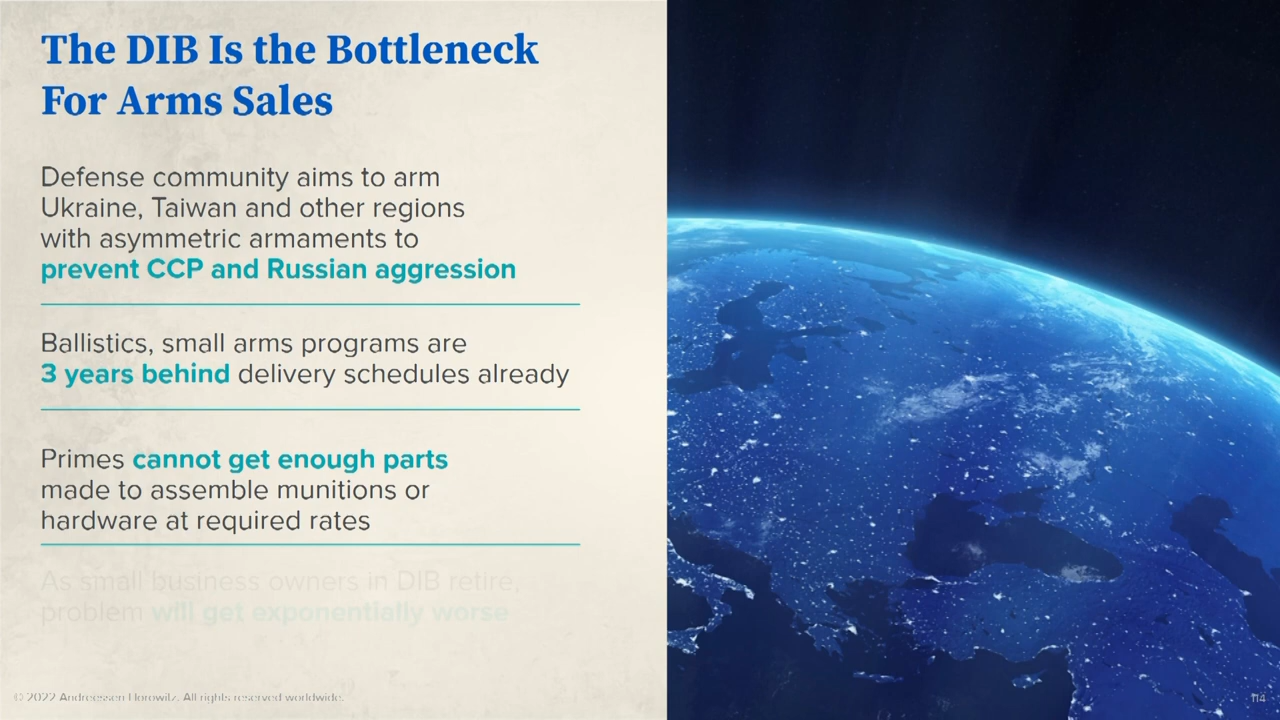 The DIB Is the Bottleneck
For Arms Sales
Defense community aims to arm
Ukraine, Taiwan and other regions
with asymmetric armaments to
prevent CCP and Russian aggression
Ballistics, small arms programs are
3 years behind delivery schedules already
Primes cannot get enough parts
made to assemble munitions or
hardware at required rates
As small business owners in DIB retire,
problem will get exponentially worse
© 2022 Andreessen Horowitz. All rights reserved worldwide.
114